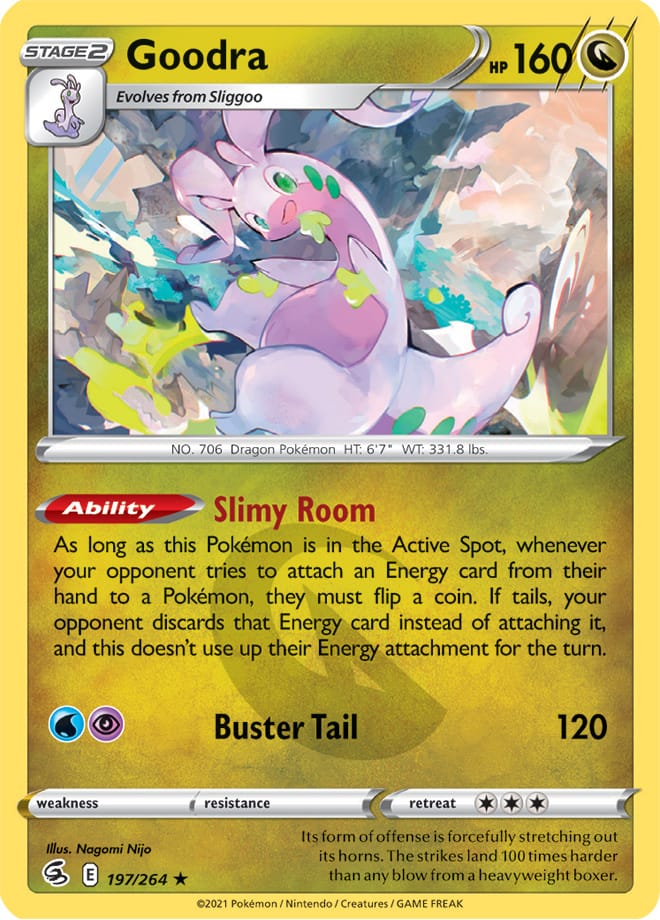 STAGE 2
Goodra
HP 160
Evolves from Sliggoo
NO. 706 Dragon Pokémon HT: 6'7" WT: 331.8 lbs.
Ability Slimy Room
As long as this Pokémon is in the Active Spot, whenever
your opponent tries to attach an Energy card from their
hand to a Pokémon, they must flip a coin. If tails, your
opponent discards that Energy card instead of attaching it,
and this doesn't use up their Energy attachment for the turn.
Buster Tail 120
weakness resistance retreat
Illus. Nagomi Nijo
E 197/264 ★
Its form of offense is forcefully stretching out
its horns. The strikes land 100 times harder
than any blow from a heavyweight boxer.
©2021 Pokémon / Nintendo / Creatures / GAME FREAK